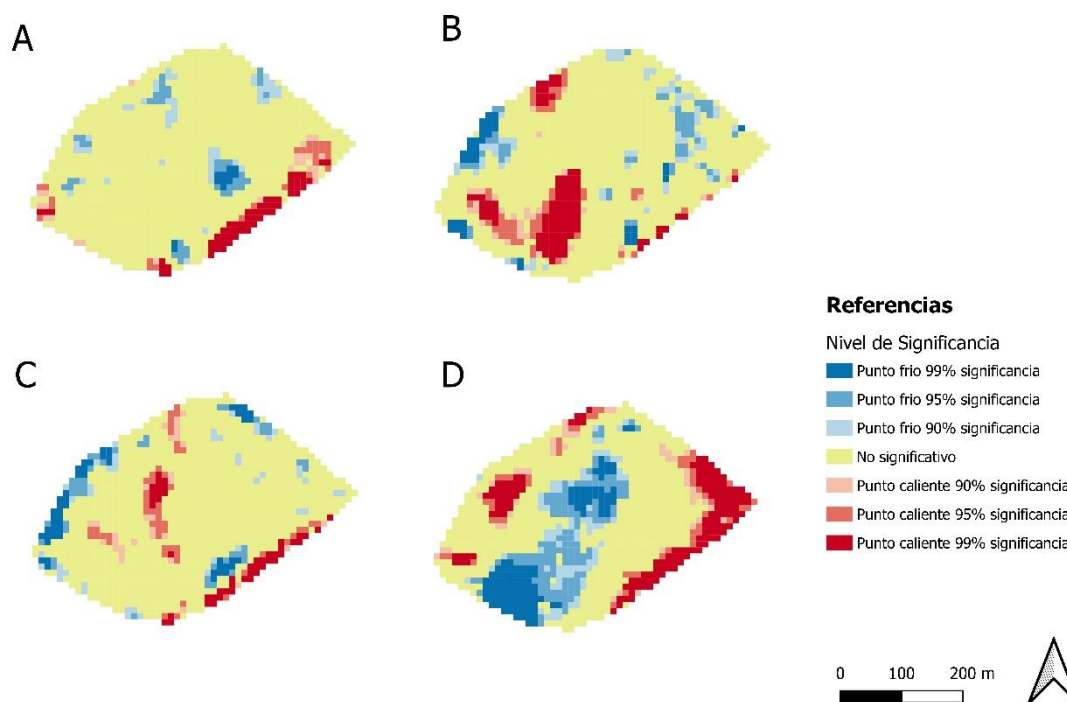 A
B
C
D
Referencias
Nivel de Significancia
Punto frio 99% significancia
Punto frio 95% significancia
Punto frio 90% significancia
No significativo
Punto caliente 90% significancia
Punto caliente 95% significancia
Punto caliente 99% significancia
0 100 200 m